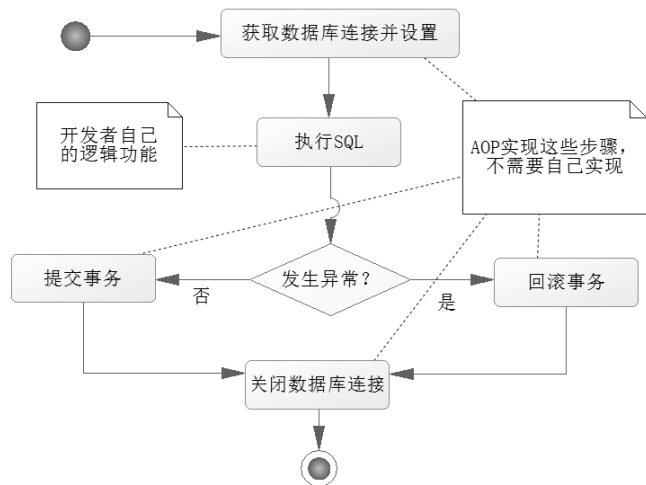 获取数据库连接并设置
开发者自己
的逻辑功能
执行SQL
AOP实现这些步骤，
不需要自己实现
提交事务
否
发生异常？
是
回滚事务
关闭数据库连接